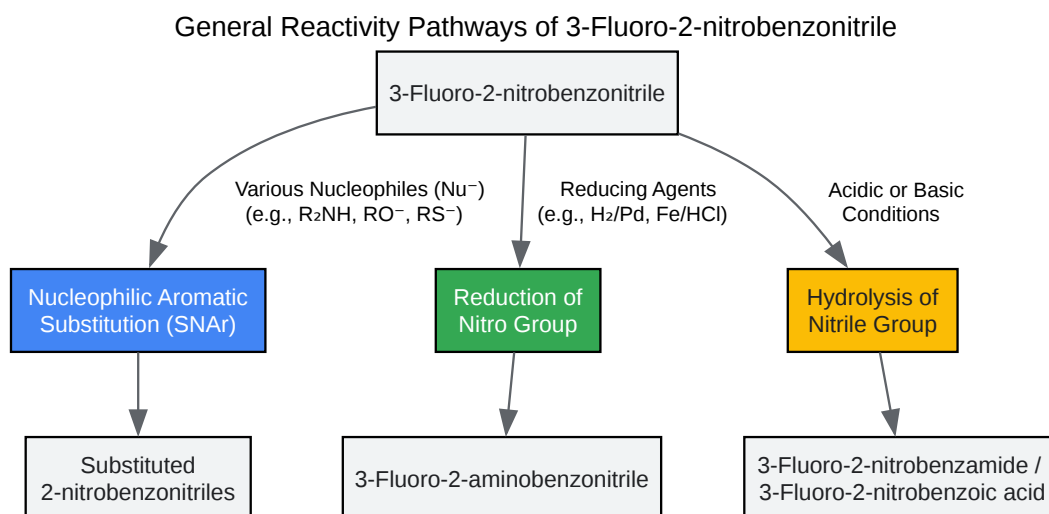 General Reactivity Pathways of 3-Fluoro-2-nitrobenzonitrile
3-Fluoro-2-nitrobenzonitrile
Various Nucleophiles (Nu⁻)
(e.g., R₂NH, RO⁻, RS⁻)
Reducing Agents
(e.g., H₂/Pd, Fe/HCl)
Acidic or Basic
Conditions
Nucleophilic Aromatic
Substitution (SNAr)
Reduction of
Nitro Group
Hydrolysis of
Nitrile Group
Substituted
2-nitrobenzonitriles
3-Fluoro-2-aminobenzonitrile
3-Fluoro-2-nitrobenzamide /
3-Fluoro-2-nitrobenzoic acid